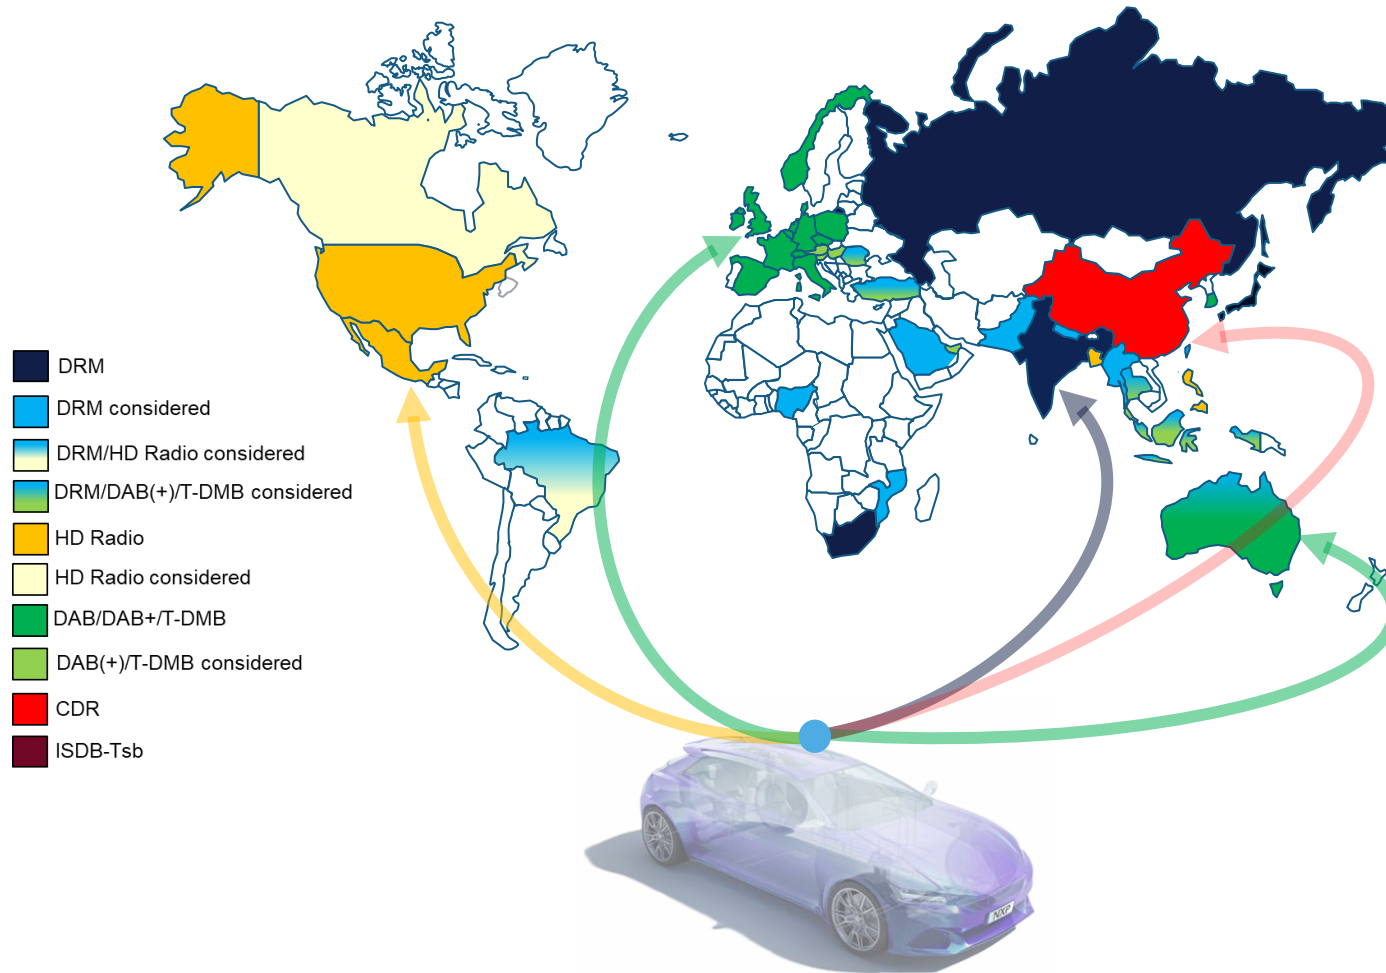 DRM
DRM considered
DRM/HD Radio considered
DRM/DAB(+)/T-DMB considered
HD Radio
HD Radio considered
DAB/DAB+/T-DMB
DAB(+)/T-DMB considered
CDR
ISDB-Tsb
NXP